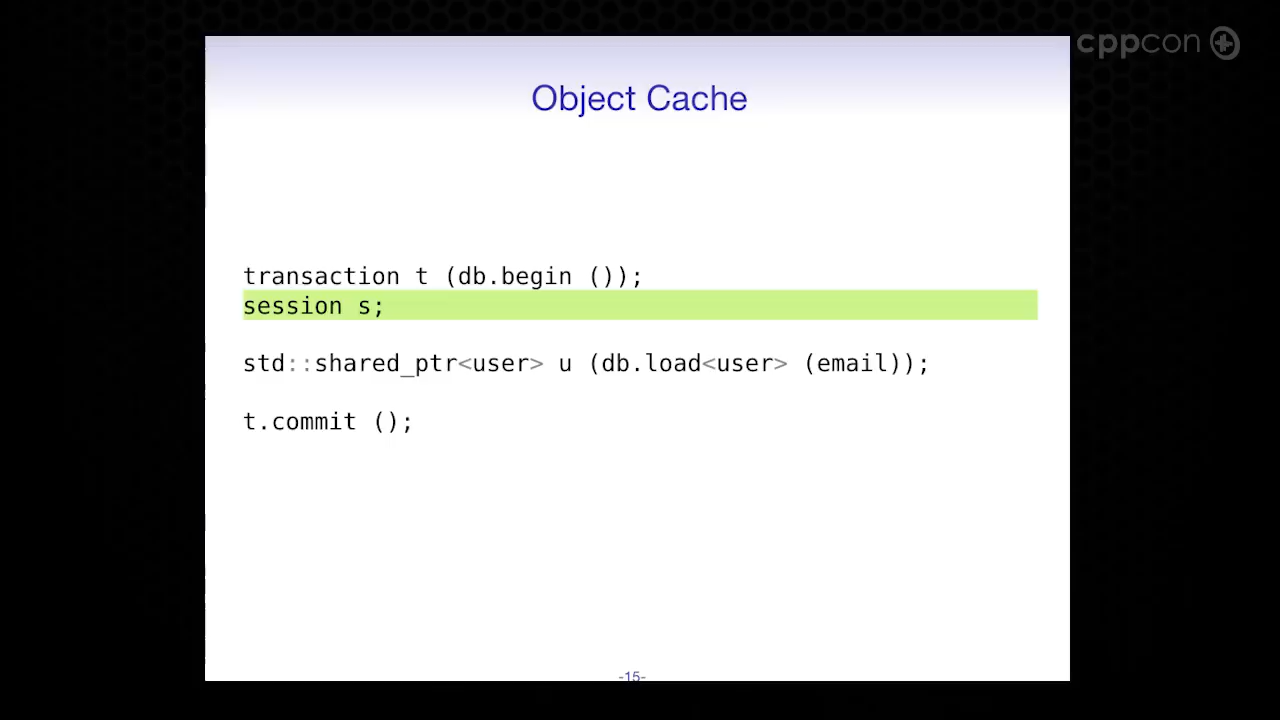 cppcon
Object Cache
transaction t (db.begin ());
session s;
std::shared_ptr<user> u (db.load<user> (email));
t.commit ();
-15-